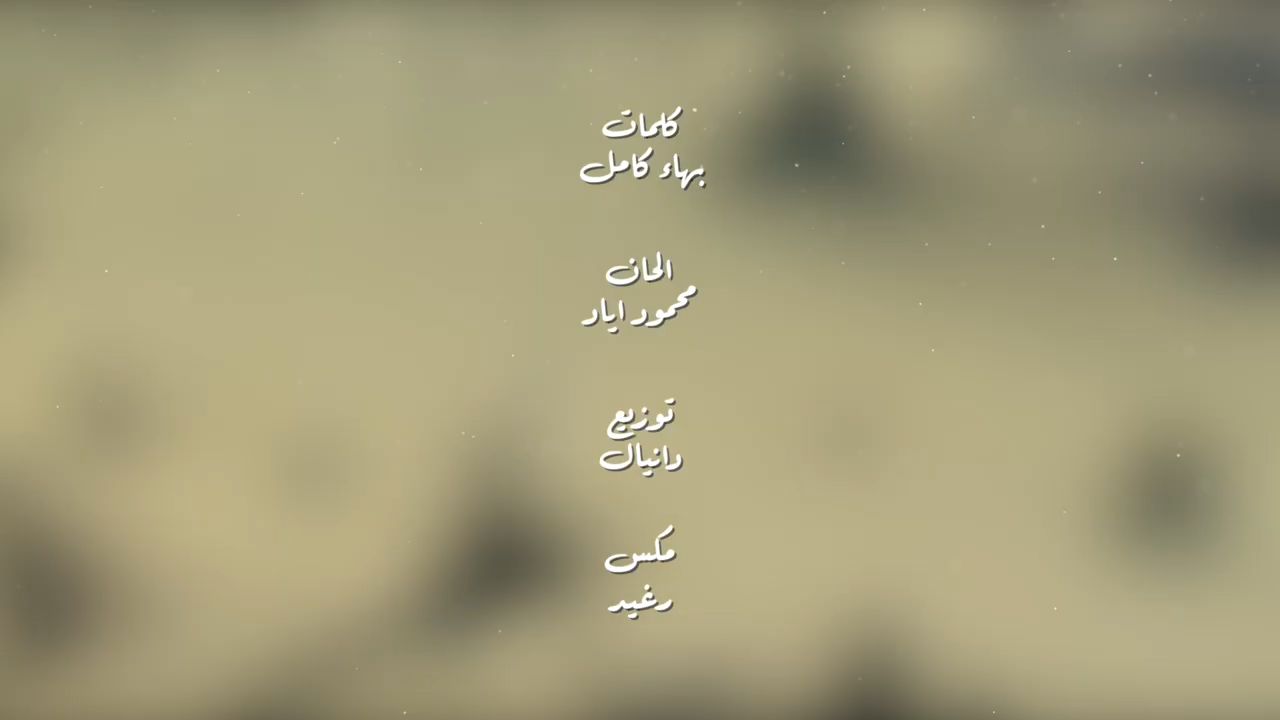 كلمات
بهاء كامل
الحان
محمود اياد
توزيع
دانيال
مكس
رغيد